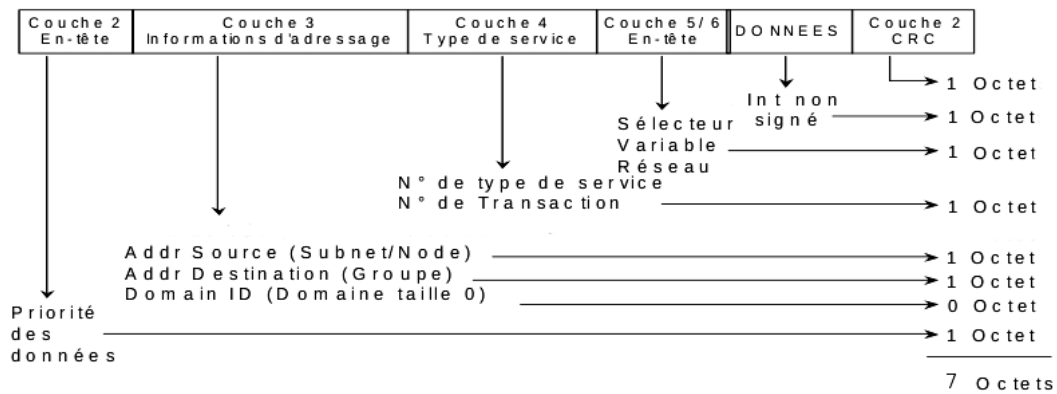 Couche 2 En-tête
Couche 3 Informations d'adressage
Couche 4 Type de service
Couche 5/6 En-tête
DONNEES
Couche 2 CRC
1 Octet
Int non signé
1 Octet
Sélecteur Variable Réseau
1 Octet
N° de type de service
N° de Transaction
1 Octet
Addr Source (Subnet/Node)
1 Octet
Addr Destination (Groupe)
1 Octet
Domain ID (Domaine taille 0)
0 Octet
Priorité des données
1 Octet
7 Octets